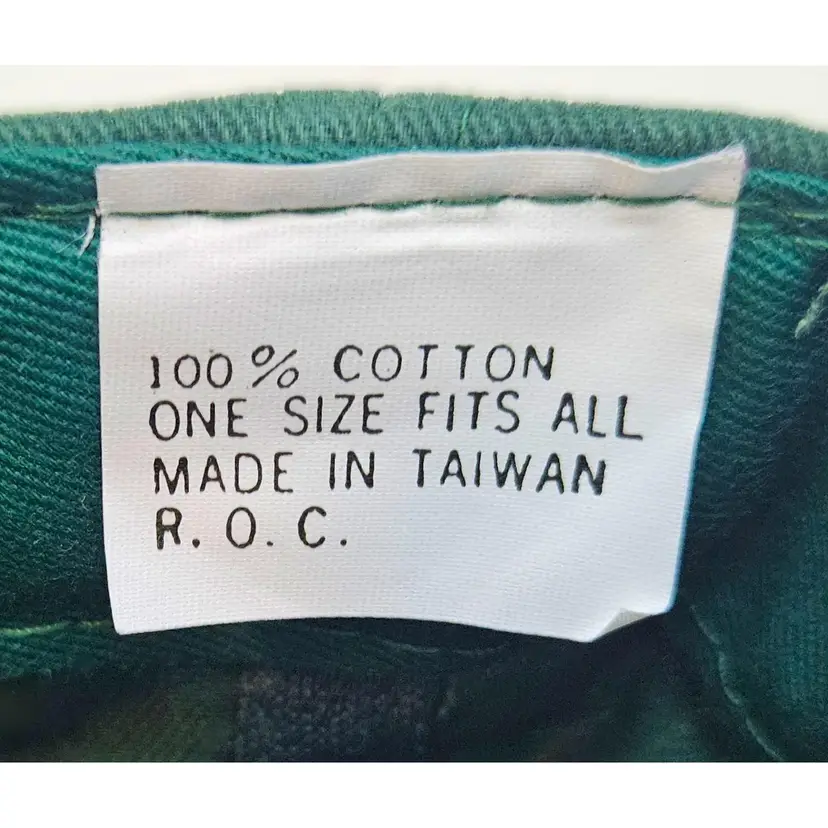 100% COTTON
ONE SIZE FITS ALL
MADE IN TAIWAN
R. O. C.